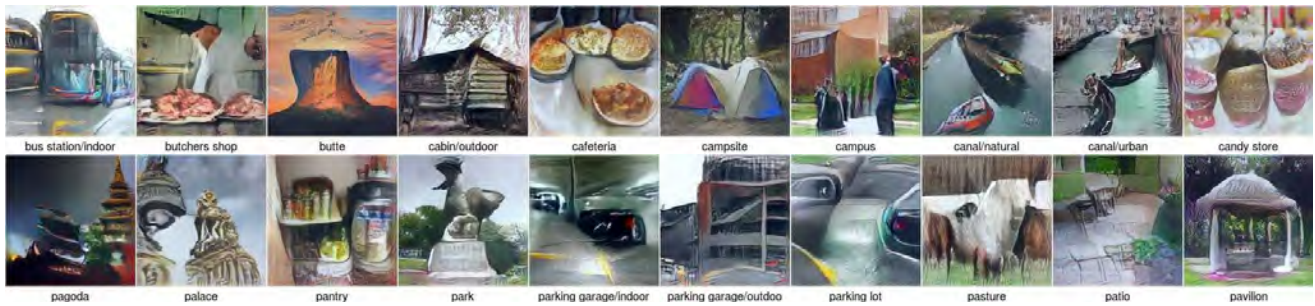 bus station/indoor butchers shop butte cabin/outdoor cafeteria campsite campus canal/natural canal/urban candy store
pagoda palace pantry park parking garage/indoor parking garage/outdoo parking lot pasture patio pavilion